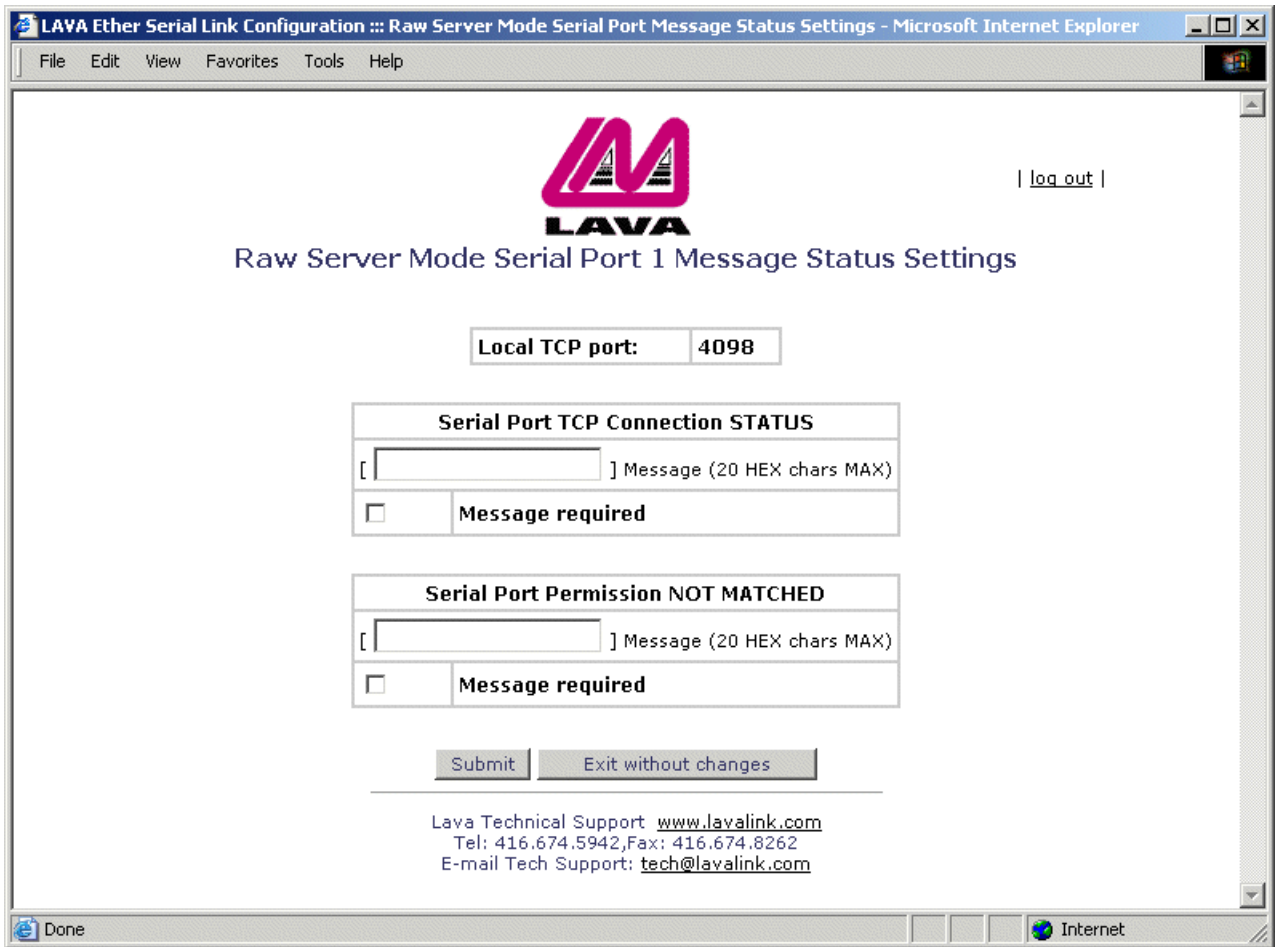 LAVA Ether Serial Link Configuration ::: Raw Server Mode Serial Port Message Status Settings - Microsoft Internet Explorer
File Edit View Favorites Tools Help
| log out |
LAVA
Raw Server Mode Serial Port 1 Message Status Settings
Local TCP port: 4098
Serial Port TCP Connection STATUS
[ ] Message (20 HEX chars MAX)
Message required
Serial Port Permission NOT MATCHED
[ ] Message (20 HEX chars MAX)
Message required
Submit Exit without changes
Lava Technical Support www.lavalink.com
Tel: 416.674.5942,Fax: 416.674.8262
E-mail Tech Support: tech@lavalink.com
Done Internet